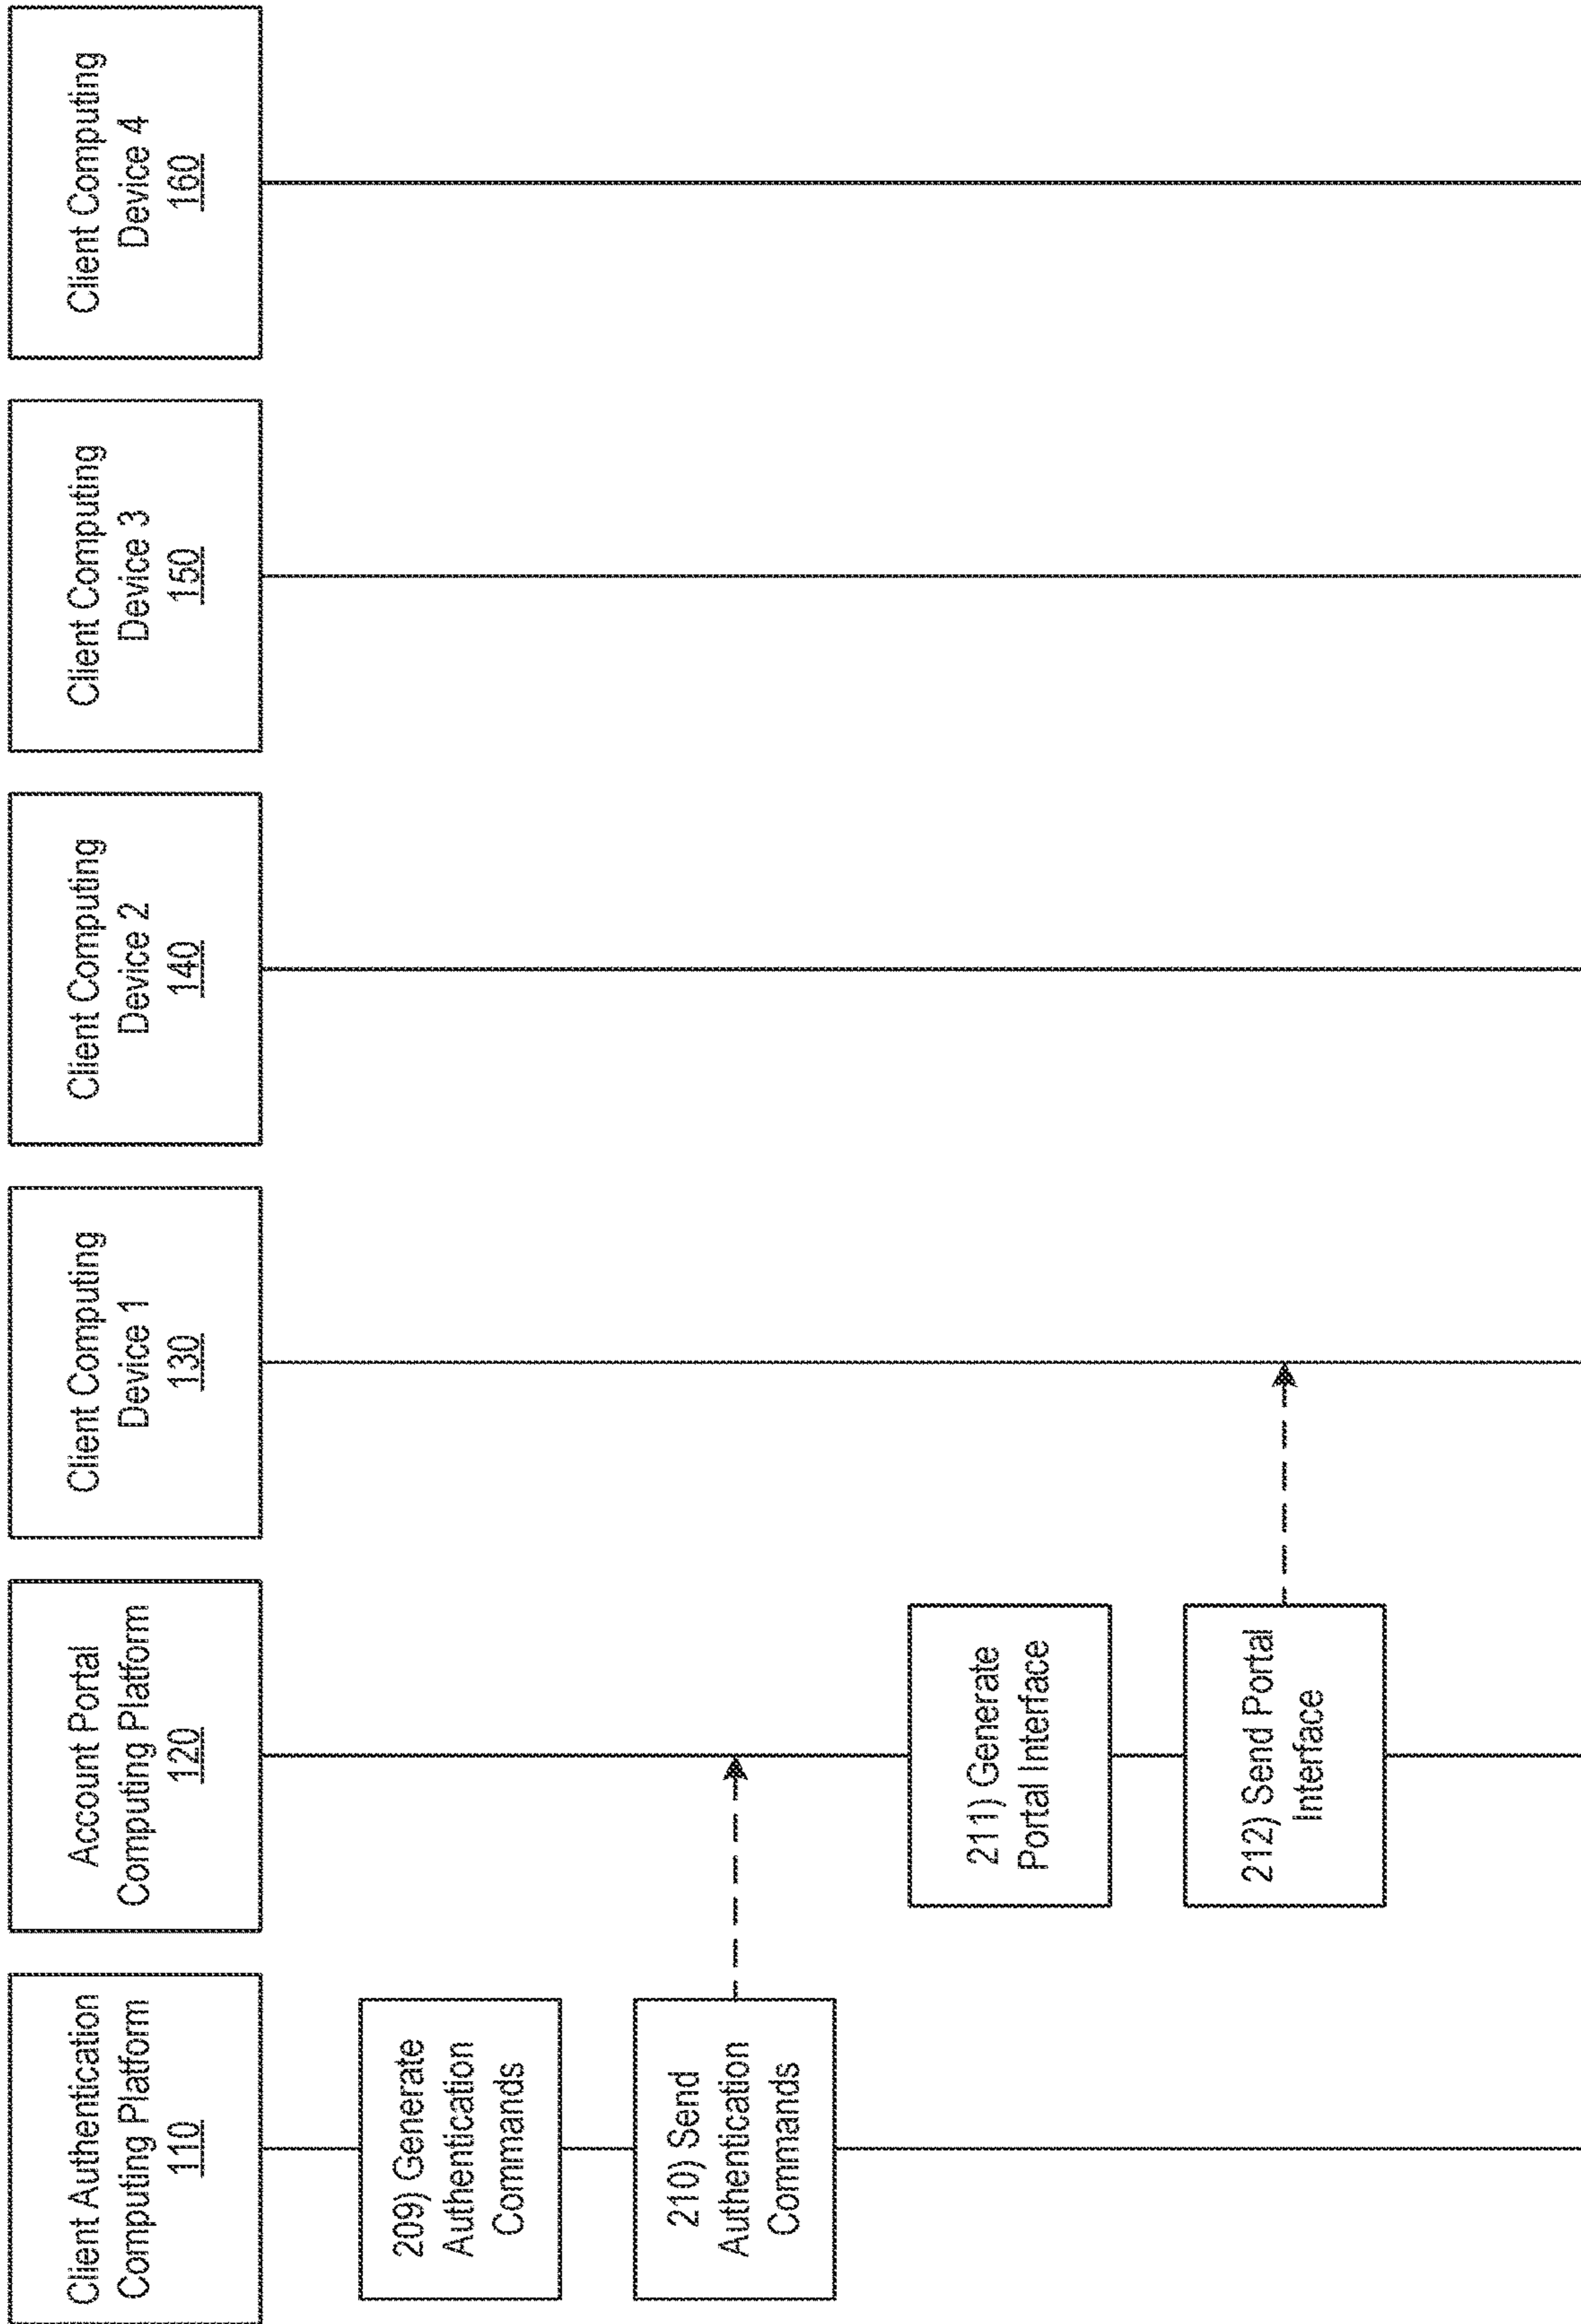 Client Authentication
Computing Platform
110
Account Portal
Computing Platform
120
Client Computing
Device 1
130
Client Computing
Device 2
140
Client Computing
Device 3
150
Client Computing
Device 4
160
209) Generate
Authentication
Commands
210) Send
Authentication
Commands
211) Generate
Portal Interface
212) Send Portal
Interface